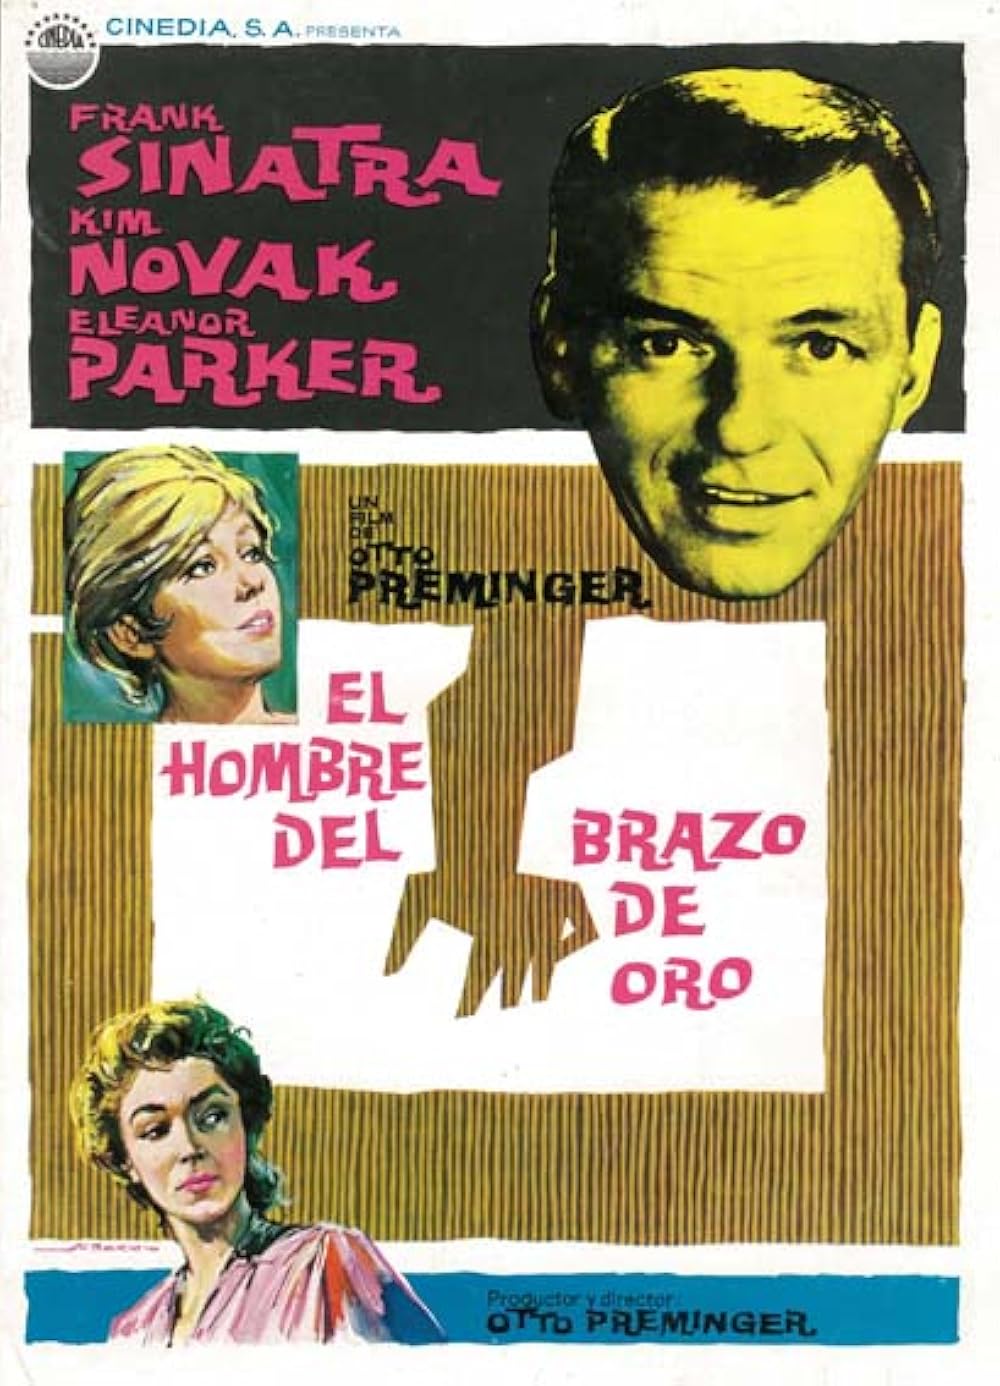 CINEDIA
CINEDIA, S.A. PRESENTA
FRANK
SINATRA
KIM
NOVAK
ELEANOR
PARKER
UN
FILM
DE
OTTO
PREMINGER
EL
HOMBRE
DEL
BRAZO
DE
ORO
Productor y director:
OTTO PREMINGER